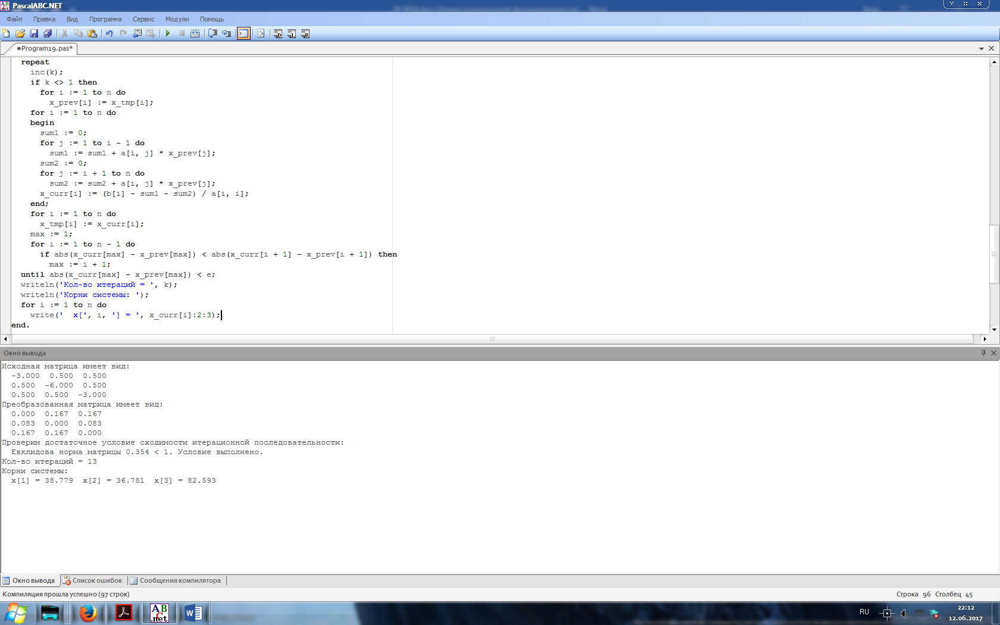 PascalABC.NET
Файл Правка Вид Программа Сервис Модули Помощь
●Program19.pas*
repeat
inc(k);
if k <> 1 then
for i := 1 to n do
x_prev[i] := x_tmp[i];
for i := 1 to n do
begin
sum1 := 0;
for j := 1 to i - 1 do
sum1 := sum1 + a[i, j] * x_prev[j];
sum2 := 0;
for j := i + 1 to n do
sum2 := sum2 + a[i, j] * x_prev[j];
x_curr[i] := (b[i] - sum1 - sum2) / a[i, i];
end;
for i := 1 to n do
x_tmp[i] := x_curr[i];
max := 1;
for i := 1 to n - 1 do
if abs(x_curr[max] - x_prev[max]) < abs(x_curr[i + 1] - x_prev[i + 1]) then
max := i + 1;
until abs(x_curr[max] - x_prev[max]) < e;
writeln('Кол-во итераций = ', k);
writeln('Корни системы: ');
for i := 1 to n do
write('  x[', i, '] = ', x_curr[i]:2:3);
end.
Окно вывода
Исходная матрица имеет вид:
-3.000 0.500 0.500
0.500 -6.000 0.500
0.500 0.500 -3.000
Преобразованная матрица имеет вид:
0.000 0.167 0.167
0.083 0.000 0.083
0.167 0.167 0.000
Проверим достаточное условие сходимости итерационной последовательности:
Евклидова норма матрицы 0.354 < 1. Условие выполнено.
Кол-во итераций = 13
Корни системы:
x[1] = 38.779 x[2] = 36.781 x[3] = 82.593
Окно вывода Список ошибок Сообщения компилятора
Компиляция прошла успешно (97 строк) Строка 96 Столбец 45
RU 22:12
12.06.2017